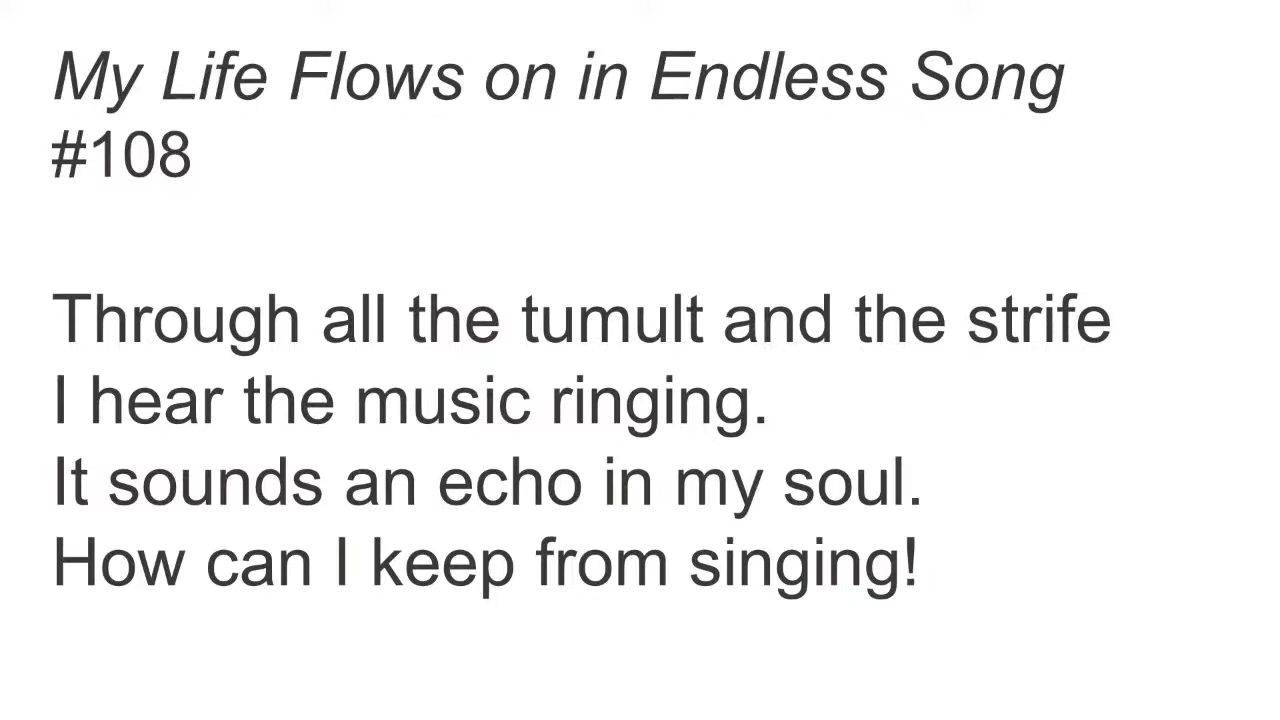 My Life Flows on in Endless Song
#108
Through all the tumult and the strife
I hear the music ringing.
It sounds an echo in my soul.
How can I keep from singing!